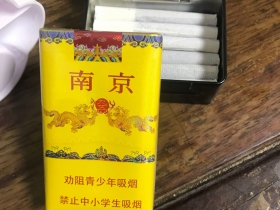 南京
劝阻青少年吸烟
禁止中小学生吸烟